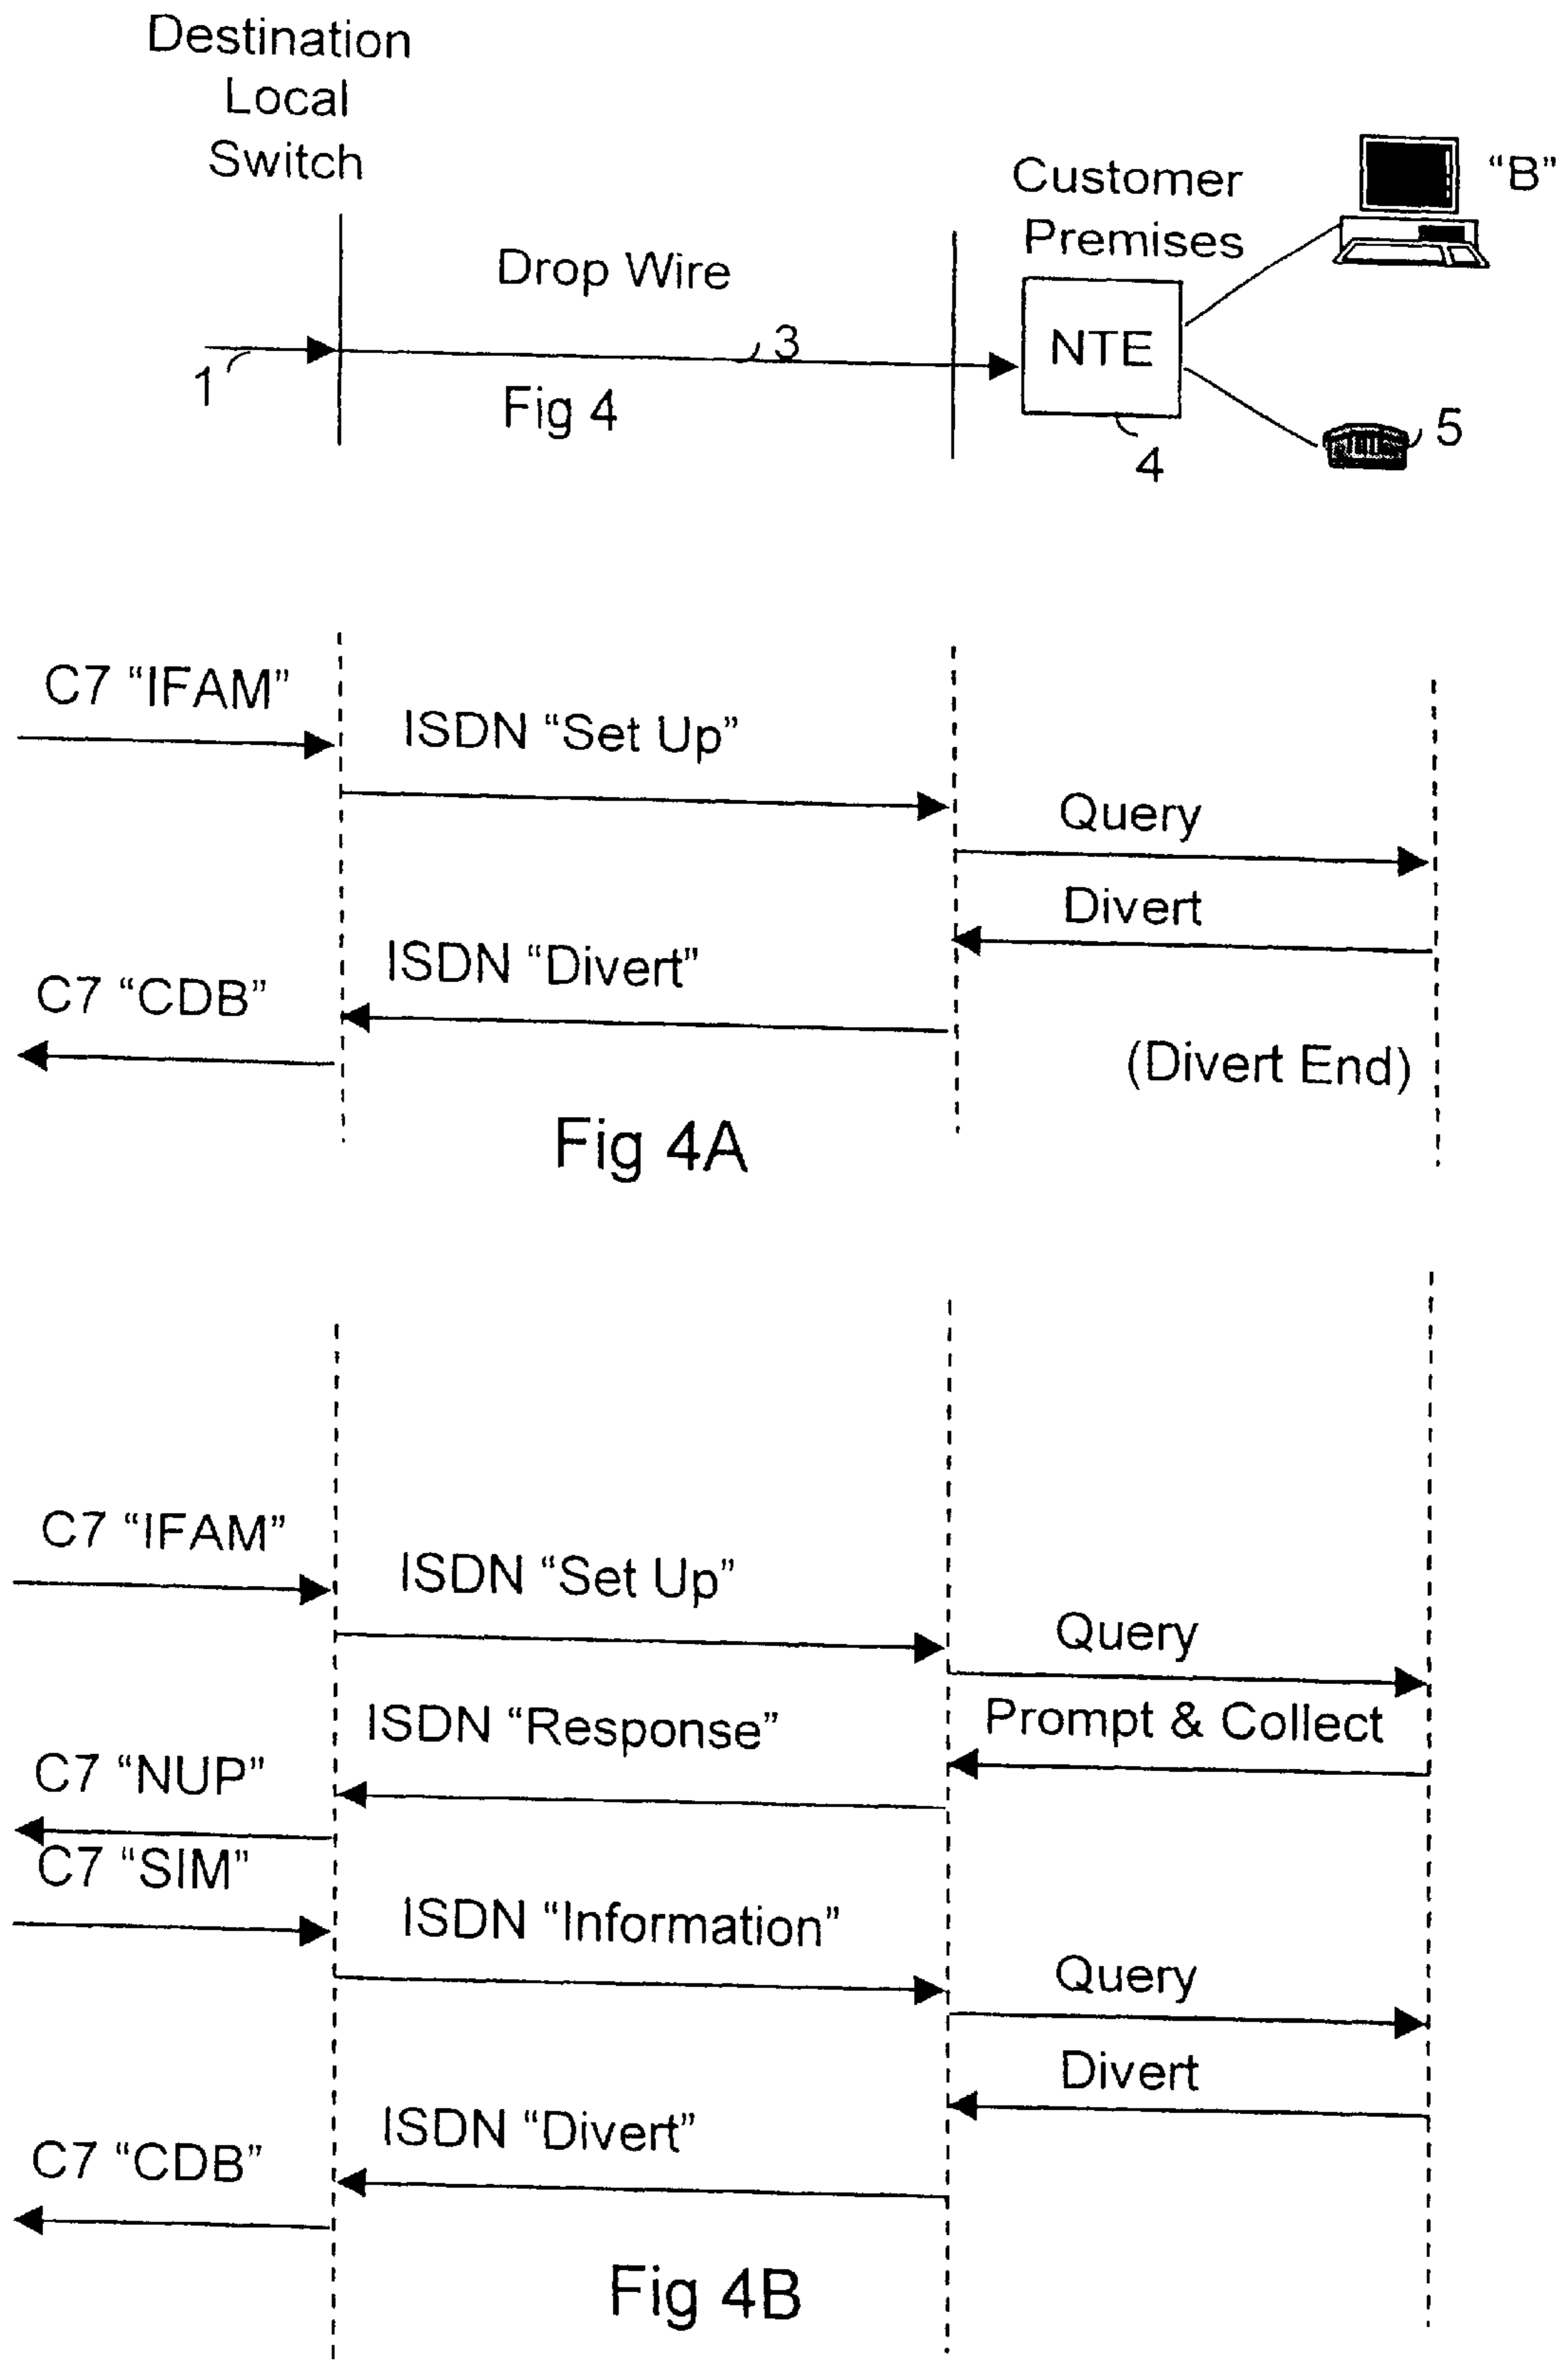 Destination
Local
Switch
Customer
Premises
"B"
Drop Wire
NTE
1
3
4
5
Fig 4
C7 "IFAM"
ISDN "Set Up"
Query
Divert
ISDN "Divert"
C7 "CDB"
(Divert End)
Fig 4A
C7 "IFAM"
ISDN "Set Up"
Query
Prompt & Collect
ISDN "Response"
C7 "NUP"
C7 "SIM"
ISDN "Information"
Query
Divert
ISDN "Divert"
C7 "CDB"
Fig 4B